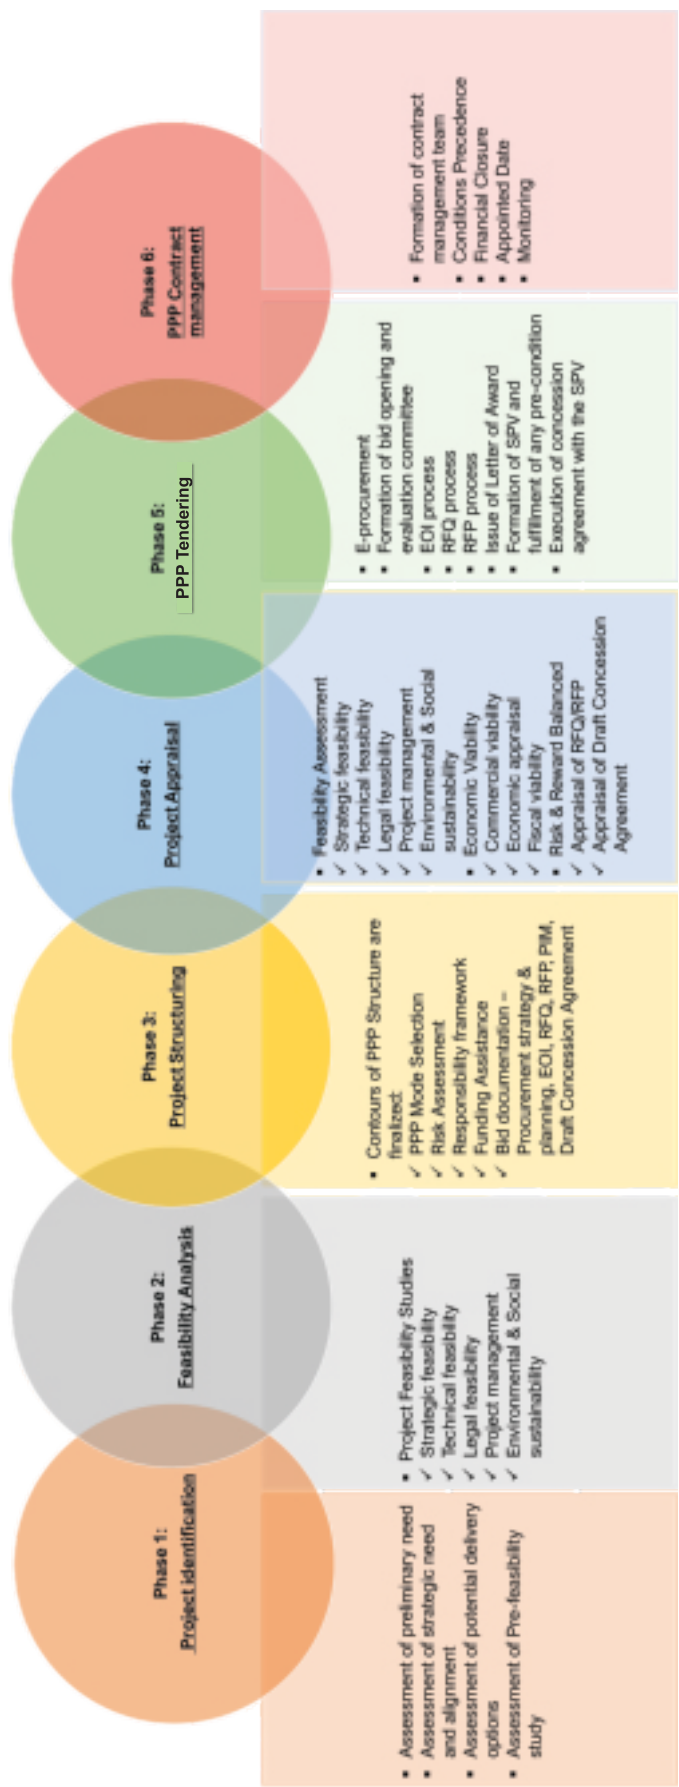 Phase 1:
Project identification
▪ Assessment of preliminary need
▪ Assessment of strategic need
and alignment
▪ Assessment of potential delivery
options
▪ Assessment of Pre-feasibility
study
Phase 2:
Feasibility Analysis
▪ Project Feasibility Studies
✓ Strategic feasibility
✓ Technical feasibility
✓ Legal feasibility
✓ Project management
✓ Environmental & Social
sustainability
Phase 3:
Project Structuring
▪ Contours of PPP Structure are
finalized:
✓ PPP Mode Selection
✓ Risk Assessment
✓ Responsibility framework
✓ Funding Assistance
✓ Bid documentation –
Procurement strategy &
planning, EOI, RFQ, RFP, PIM,
Draft Concession Agreement
Phase 4:
Project Appraisal
▪ Feasibility Assessment
✓ Strategic feasibility
✓ Technical feasibility
✓ Legal feasibility
✓ Project management
✓ Environmental & Social
sustainability
▪ Economic Viability
✓ Commercial viability
✓ Economic appraisal
✓ Fiscal viability
▪ Risk & Reward Balanced
✓ Appraisal of RFQ/RFP
✓ Appraisal of Draft Concession
Agreement
Phase 5:
PPP Tendering
▪ E-procurement
▪ Formation of bid opening and
evaluation committee
▪ EOI process
▪ RFQ process
▪ RFP process
▪ Issue of Letter of Award
▪ Formation of SPV and
fulfillment of any pre-condition
▪ Execution of concession
agreement with the SPV
Phase 6:
PPP Contract
management
▪ Formation of contract
management team
▪ Conditions Precedence
▪ Financial Closure
▪ Appointed Date
▪ Monitoring